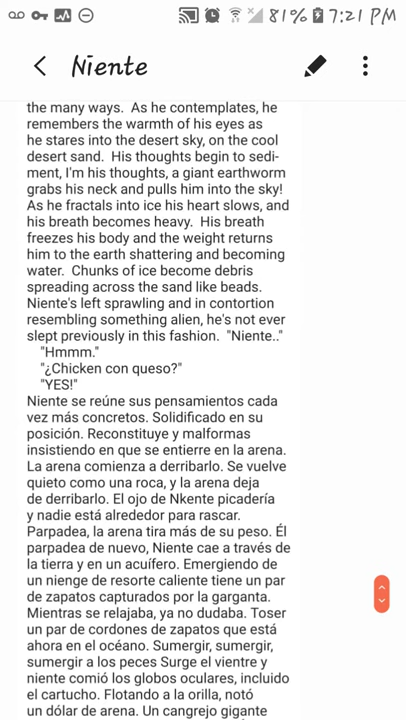 81% 7:21 PM
Niente
the many ways.  As he contemplates, he
remembers the warmth of his eyes as
he stares into the desert sky, on the cool
desert sand.  His thoughts begin to sedi-
ment, I'm his thoughts, a giant earthworm
grabs his neck and pulls him into the sky!
As he fractals into ice his heart slows, and
his breath becomes heavy.  His breath
freezes his body and the weight returns
him to the earth shattering and becoming
water.  Chunks of ice become debris
spreading across the sand like beads.
Niente's left sprawling and in contortion
resembling something alien, he's not ever
slept previously in this fashion.  "Niente.."
"Hmmm."
"¿Chicken con queso?"
"YES!"
Niente se reúne sus pensamientos cada
vez más concretos. Solidificado en su
posición. Reconstituye y malformas
insistiendo en que se entierre en la arena.
La arena comienza a derribarlo. Se vuelve
quieto como una roca, y la arena deja
de derribarlo. El ojo de Nkente picadería
y nadie está alrededor para rascar.
Parpadea, la arena tira más de su peso. Él
parpadea de nuevo, Niente cae a través de
la tierra y en un acuífero. Emergiendo de
un nienge de resorte caliente tiene un par
de zapatos capturados por la garganta.
Mientras se relajaba, ya no dudaba. Toser
un par de cordones de zapatos que está
ahora en el océano. Sumergir, sumergir,
sumergir a los peces Surge el vientre y
niente comió los globos oculares, incluido
el cartucho. Flotando a la orilla, notó
un dólar de arena. Un cangrejo gigante